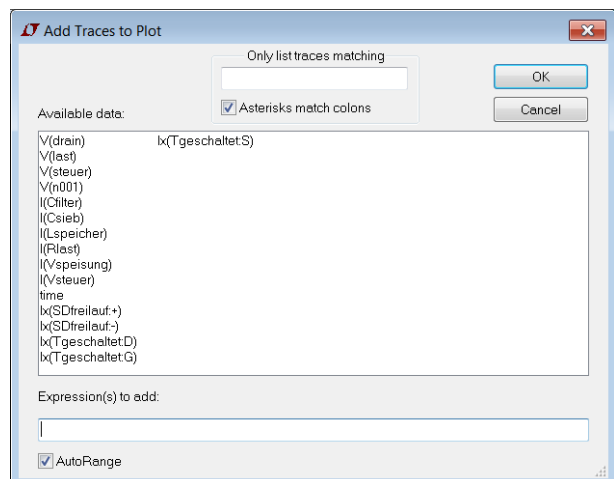 Add Traces to Plot
Only list traces matching
OK
Asterisks match colons
Cancel
Available data:
V(drain) Ix(Tgeschaltet:S)
V(last)
V(steuer)
V(n001)
I(Cfilter)
I(Csieb)
I(Lspeicher)
I(Rlast)
I(Vspeisung)
I(Vsteuer)
time
Ix(SDfreilauf:+)
Ix(SDfreilauf:-)
Ix(Tgeschaltet:D)
Ix(Tgeschaltet:G)
Expression(s) to add:
AutoRange